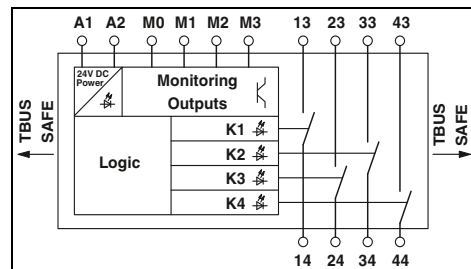 A1 A2 M0 M1 M2 M3 13 23 33 43
24V DC
Power
Monitoring
Outputs
TBUS
SAFE
TBUS
SAFE
Logic
K1
K2
K3
K4
14 24 34 44